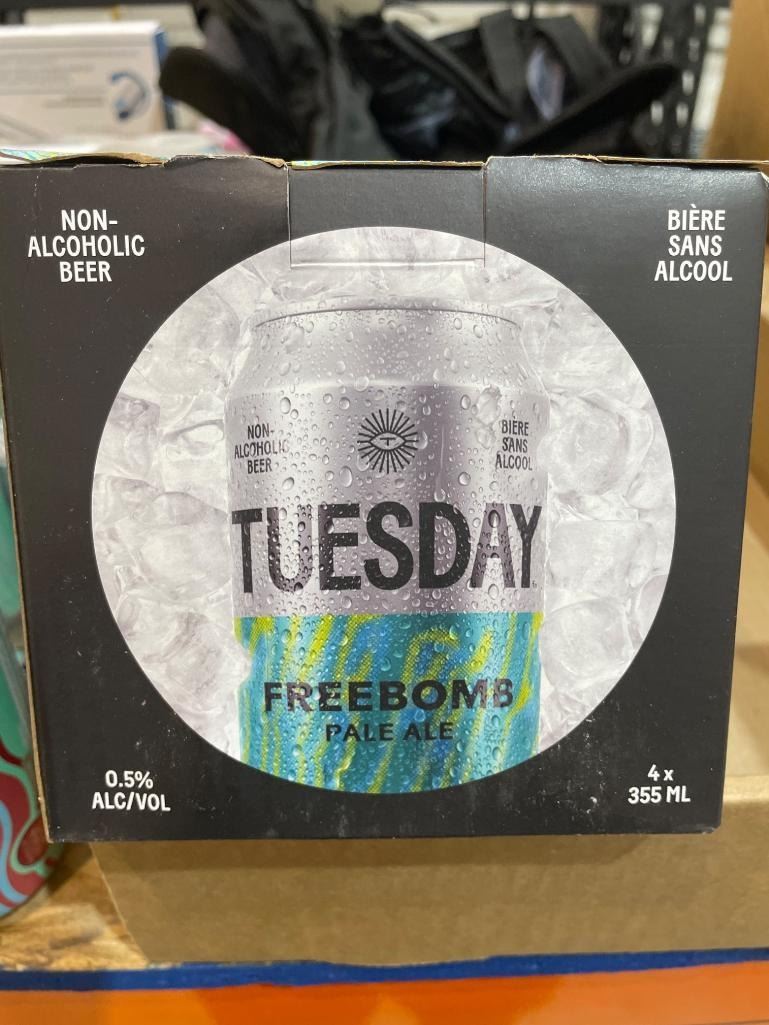 NON-
ALCOHOLIC
BEER
BIÈRE
SANS
ALCOOL
NON-
ALCOHOLIC
BEER
BIÈRE
SANS
ALCOOL
TUESDAY
FREEBOMB
PALE ALE
0.5%
ALC/VOL
4 x
355 ML